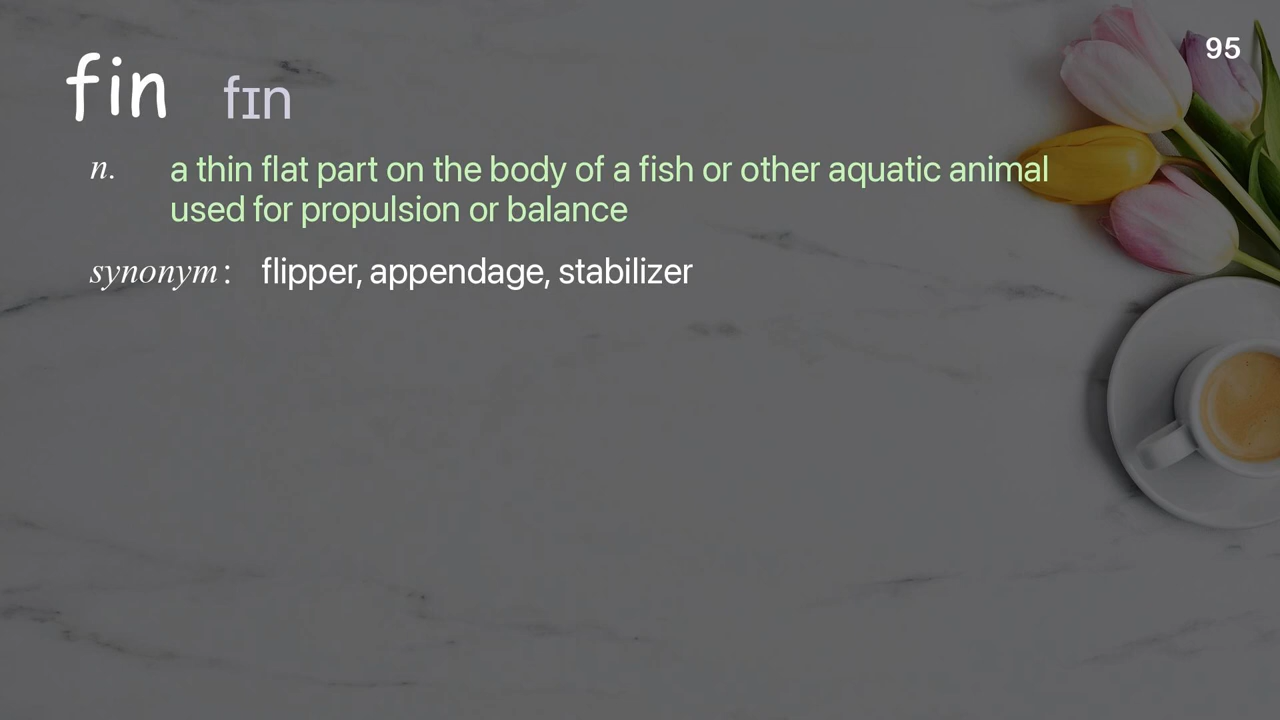 95
fin fɪn
n. a thin flat part on the body of a fish or other aquatic animal
used for propulsion or balance
synonym: flipper, appendage, stabilizer